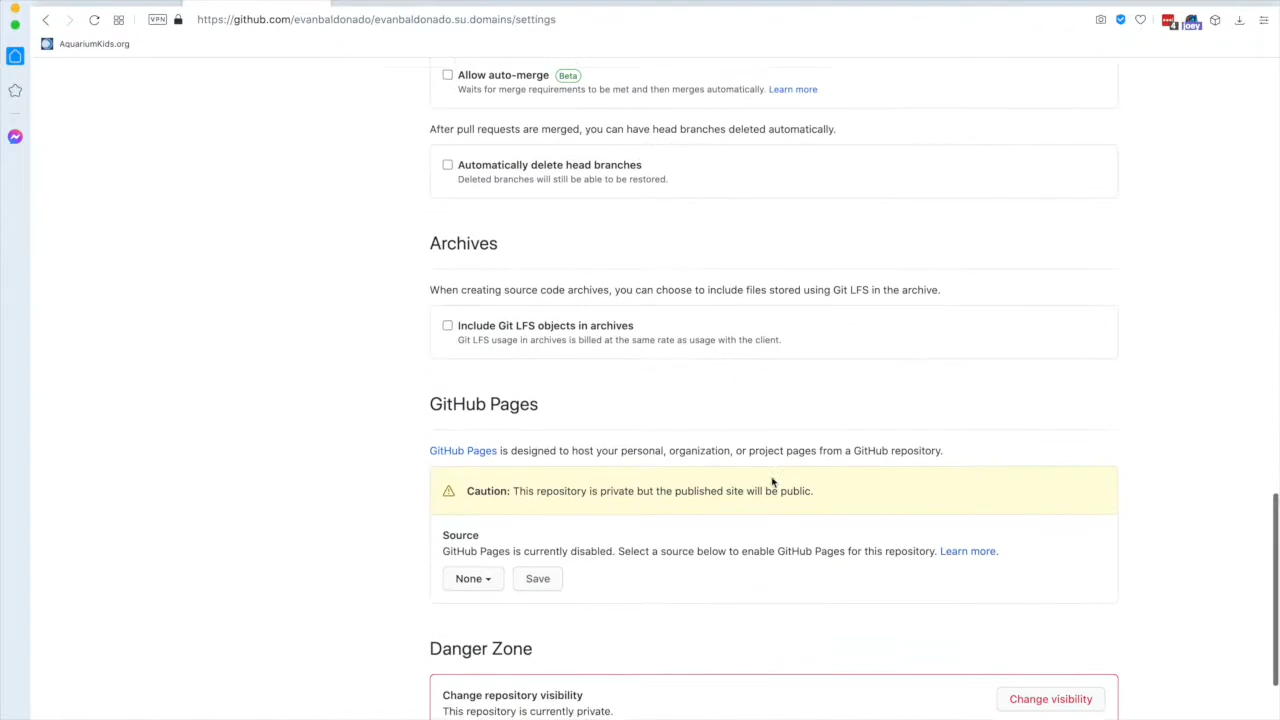 VPN
https://github.com/evanbaldonado/evanbaldonado.su.domains/settings
4
joey
AquariumKids.org
Allow auto-merge Beta
Waits for merge requirements to be met and then merges automatically. Learn more
After pull requests are merged, you can have head branches deleted automatically.
Automatically delete head branches
Deleted branches will still be able to be restored.
Archives
When creating source code archives, you can choose to include files stored using Git LFS in the archive.
Include Git LFS objects in archives
Git LFS usage in archives is billed at the same rate as usage with the client.
GitHub Pages
GitHub Pages is designed to host your personal, organization, or project pages from a GitHub repository.
Caution: This repository is private but the published site will be public.
Source
GitHub Pages is currently disabled. Select a source below to enable GitHub Pages for this repository. Learn more.
None Save
Danger Zone
Change repository visibility
Change visibility
This repository is currently private.